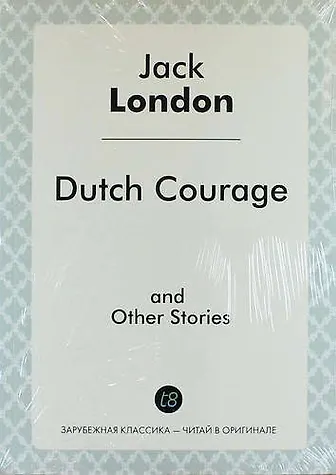 Jack
London
Dutch Courage
and
Other Stories
t8
ЗАРУБЕЖНАЯ КЛАССИКА — ЧИТАЙ В ОРИГИНАЛЕ